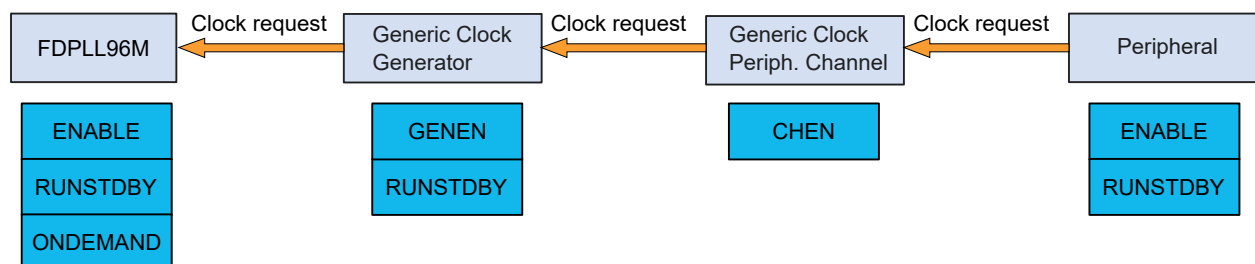 Clock request
Clock request
Clock request
FDPLL96M
Generic Clock
Generator
Generic Clock
Periph. Channel
Peripheral
ENABLE
GENEN
CHEN
ENABLE
RUNSTDBY
RUNSTDBY
RUNSTDBY
ONDEMAND